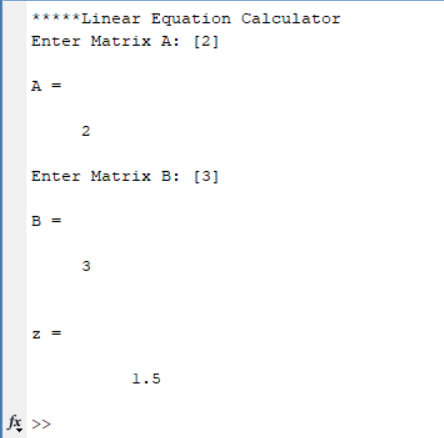 *****Linear Equation Calculator
Enter Matrix A: [2]
A =
2
Enter Matrix B: [3]
B =
3
z =
1.5
fx >>